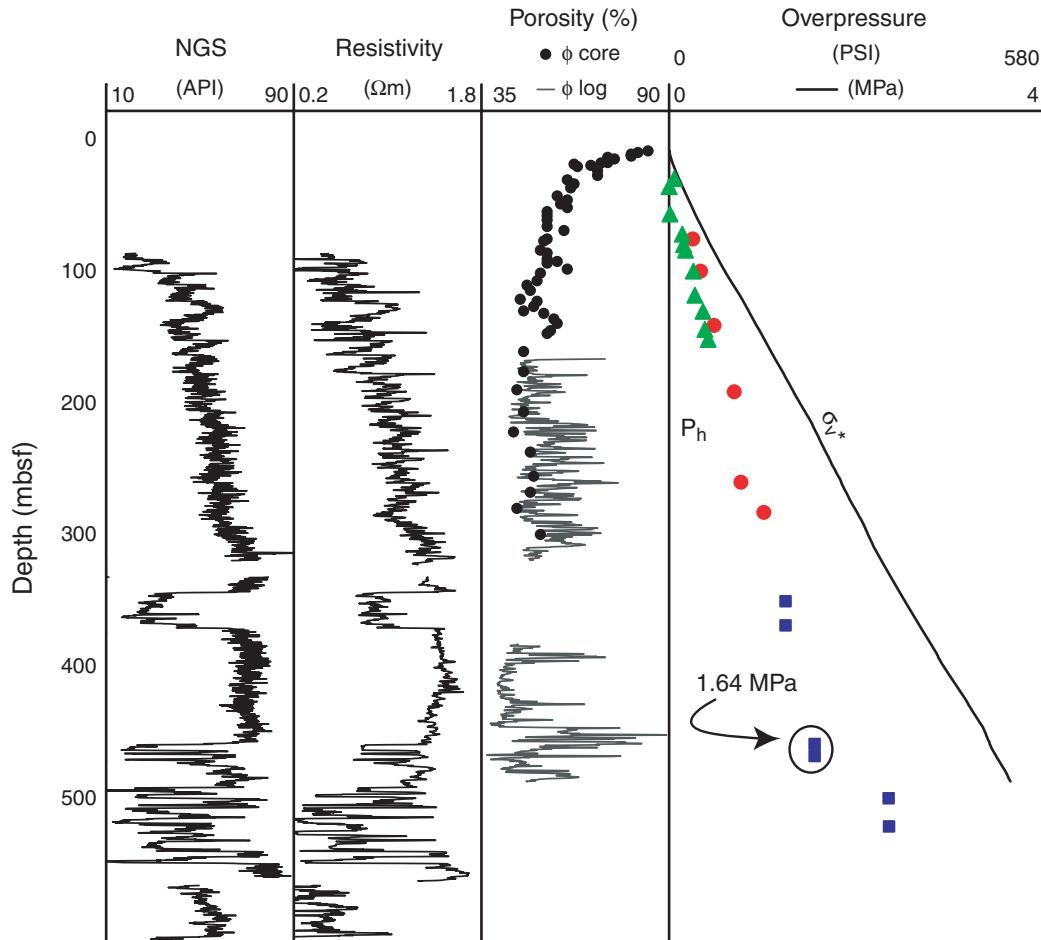 Porosity (%) Overpressure
NGS Resistivity ● ϕ core (PSI)
0 580
(API) (Ωm) ϕ log (MPa)
10 90 0.2 1.8 35 90 0 4
0
100
200
300
400
500
Depth (mbsf)
P_h
σ_v*
1.64 MPa